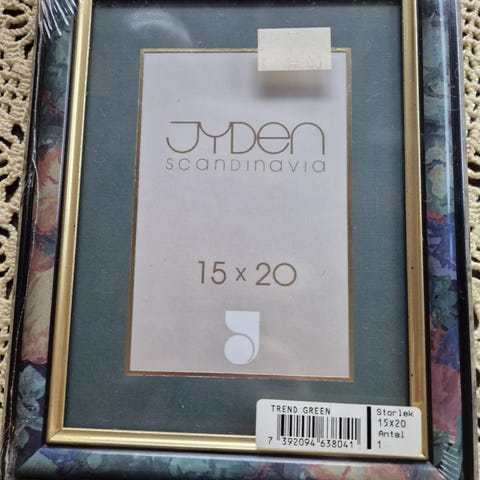 JYDEN
SCANDINAVIA
15 x 20
TREND GREEN
7 392094 638041
Storlek
15X20
Antal
1